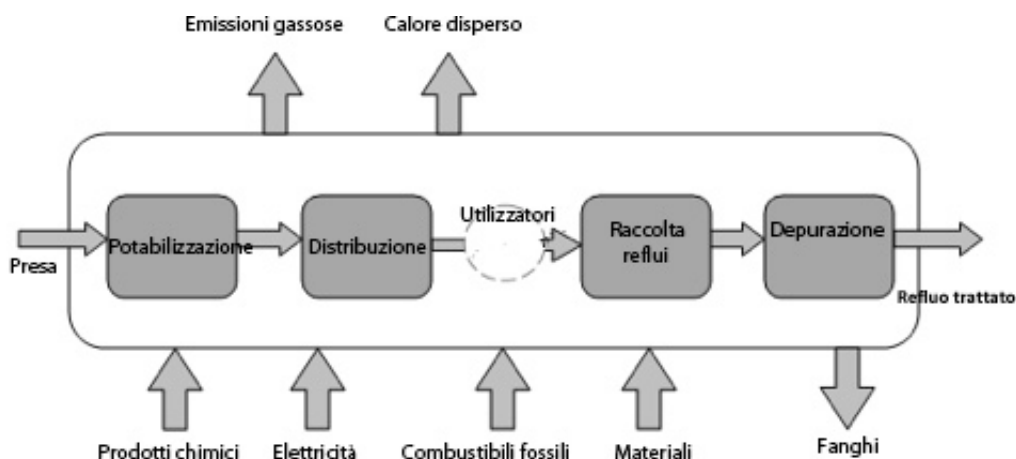 Emissioni gassose
Calore disperso
Presa
Potabilizzazione
Distribuzione
Utilizzatori
Raccolta
reflui
Depurazione
Refluo trattato
Prodotti chimici
Elettricità
Combustibili fossili
Materiali
Fanghi